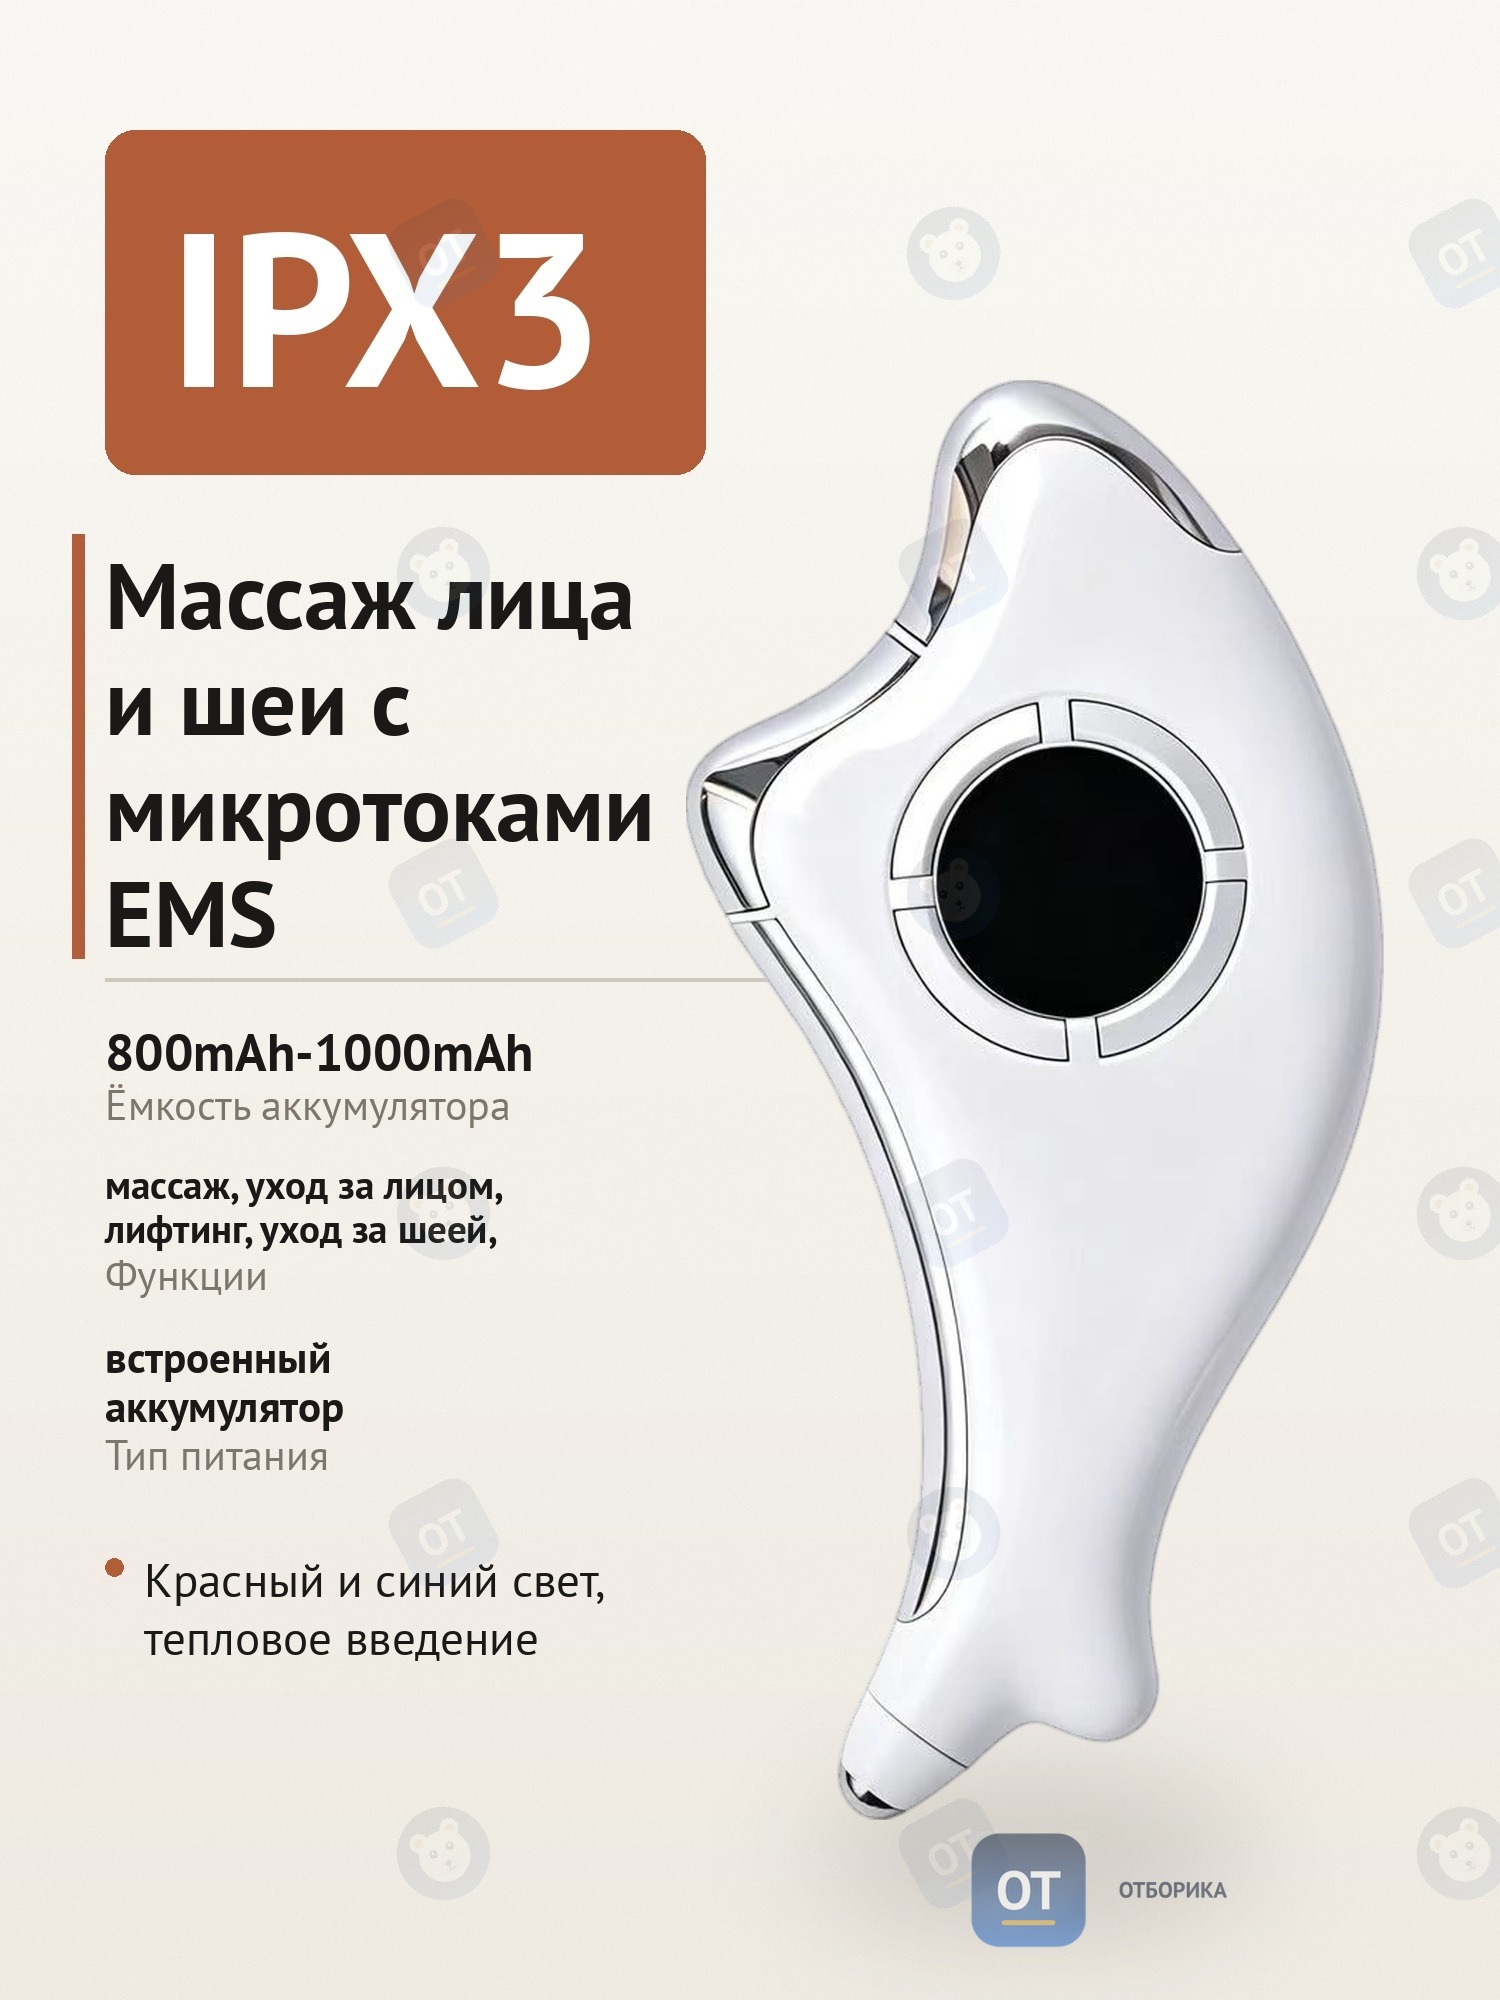 IPX3
Массаж лица
и шеи с
микротоками
EMS
800mAh-1000mAh
Ёмкость аккумулятора
массаж, уход за лицом,
лифтинг, уход за шеей,
Функции
встроенный
аккумулятор
Тип питания
Красный и синий свет,
тепловое введение
ОТ
ОТБОРИКА